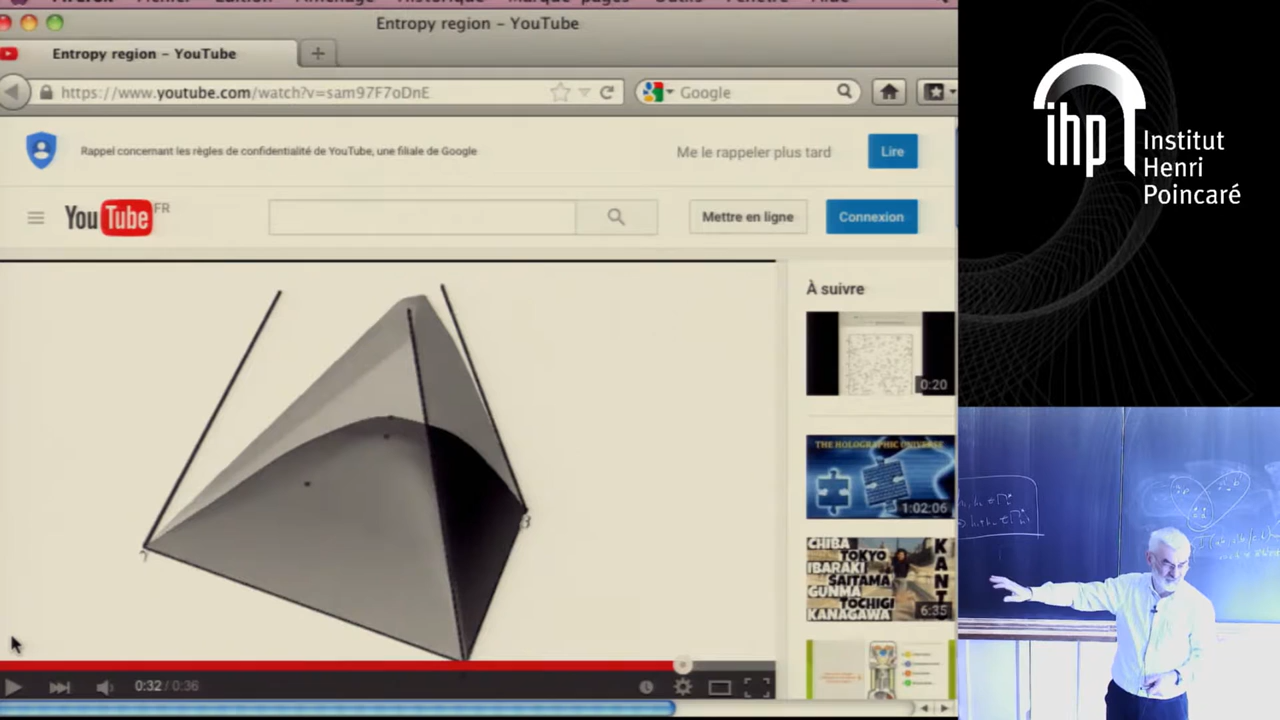 Entropy region – YouTube
Entropy region – YouTube
https://www.youtube.com/watch?v=sam97F7oDnE
Google
Rappel concernant les règles de confidentialité de YouTube, une filiale de Google
Me le rappeler plus tard
Lire
YouTube FR
Mettre en ligne
Connexion
À suivre
0:20
THE HOLOGRAPHIC UNIVERSE
1:02:06
CHIBA
TOKYO
IBARAKI
SAITAMA
GUNMA
TOCHIGI
KANAGAWA
KANT
6:35
0:32 / 0:36
ihp
Institut
Henri
Poincaré